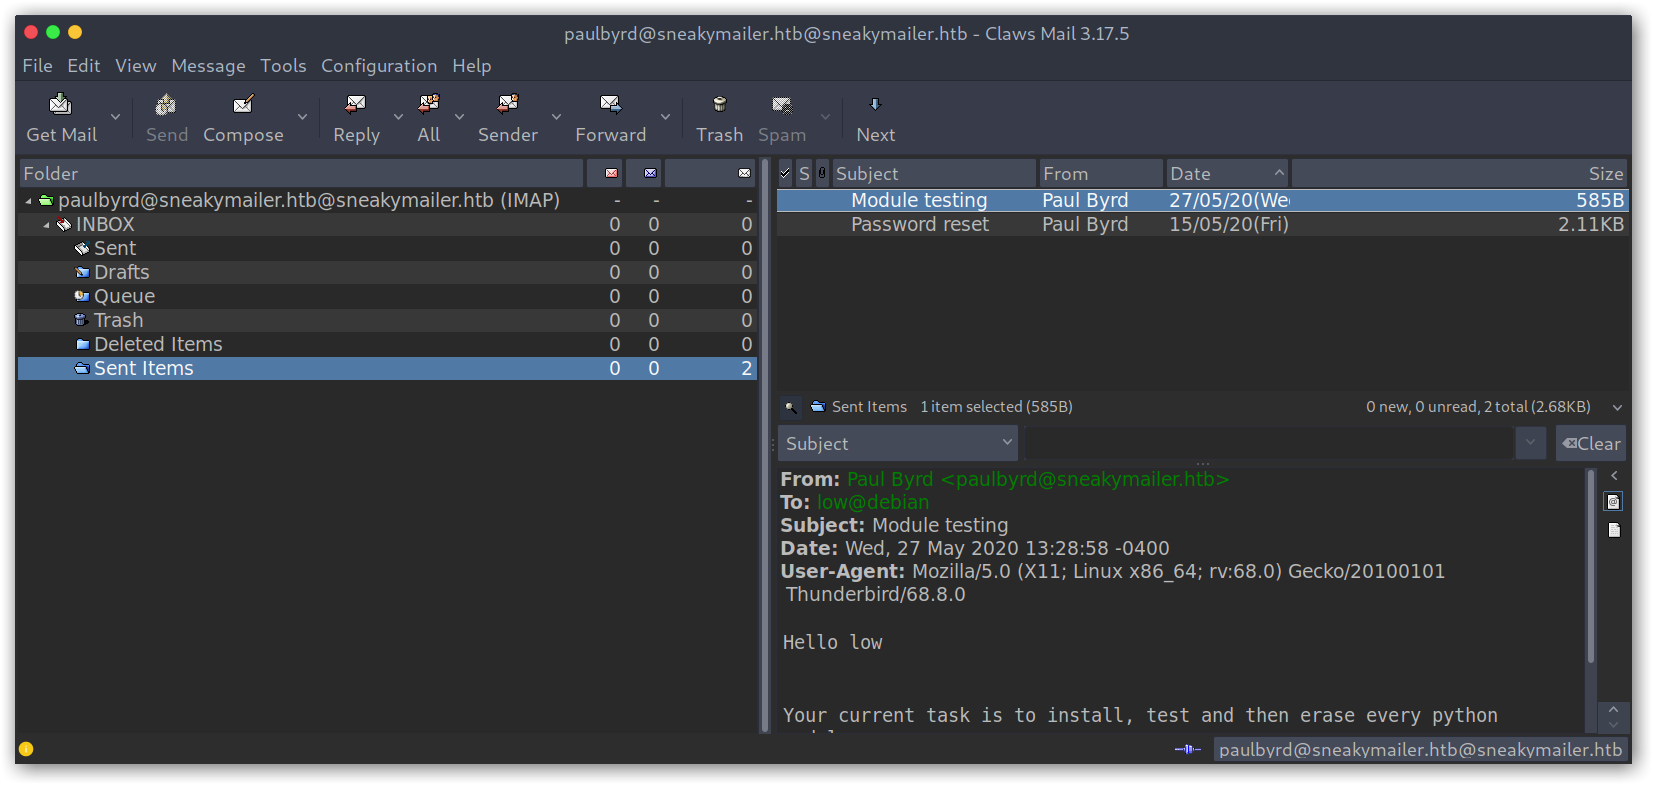 paulbyrd@sneakymailer.htb@sneakymailer.htb - Claws Mail 3.17.5
File Edit View Message Tools Configuration Help
Get Mail Send Compose Reply All Sender Forward Trash Spam Next
Folder
paulbyrd@sneakymailer.htb@sneakymailer.htb (IMAP) - - -
INBOX 0 0 0
Sent 0 0 0
Drafts 0 0 0
Queue 0 0 0
Trash 0 0 0
Deleted Items 0 0 0
Sent Items 0 0 2
S Subject From Date Size
Module testing Paul Byrd 27/05/20(We 585B
Password reset Paul Byrd 15/05/20(Fri) 2.11KB
Sent Items 1 item selected (585B) 0 new, 0 unread, 2 total (2.68KB)
Subject Clear
From: Paul Byrd <paulbyrd@sneakymailer.htb>
To: low@debian
Subject: Module testing
Date: Wed, 27 May 2020 13:28:58 -0400
User-Agent: Mozilla/5.0 (X11; Linux x86_64; rv:68.0) Gecko/20100101
Thunderbird/68.8.0
Hello low
Your current task is to install, test and then erase every python
paulbyrd@sneakymailer.htb@sneakymailer.htb